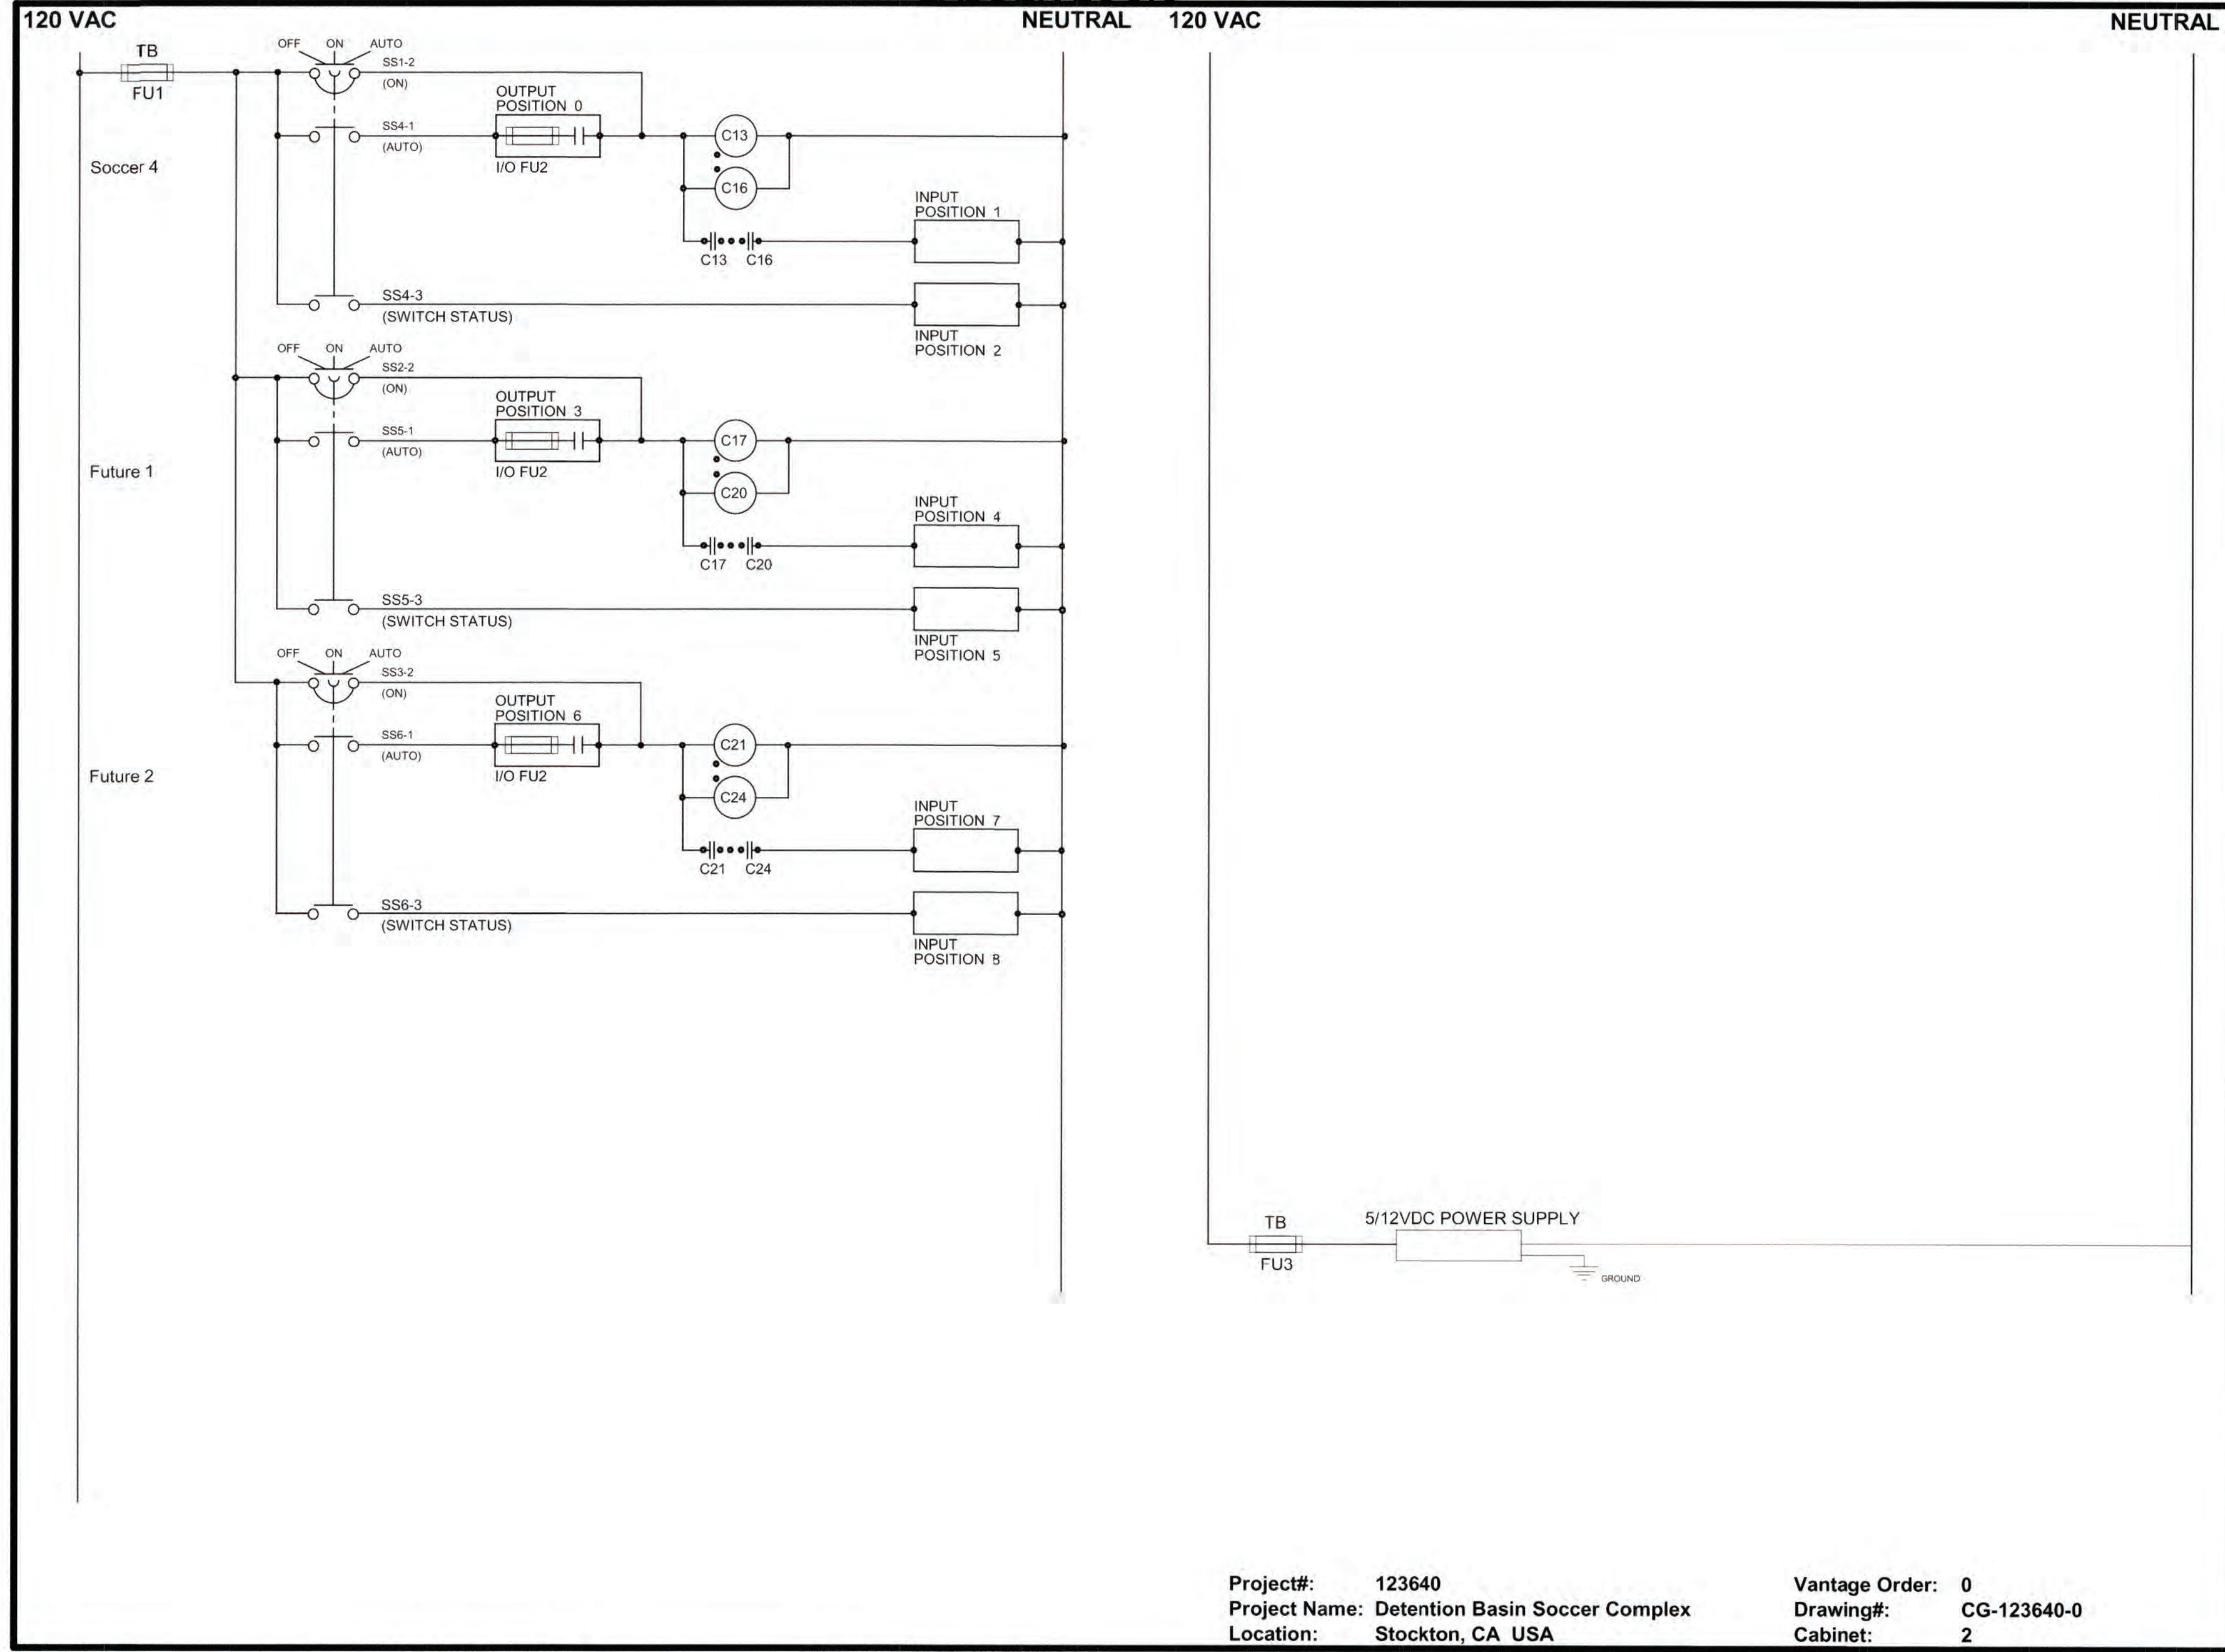 120 VAC
NEUTRAL
120 VAC
NEUTRAL
TB
FU1
OFF ON AUTO
SS1-2
(ON)
OUTPUT
POSITION 0
SS4-1
(AUTO)
I/O FU2
Soccer 4
C13
C16
INPUT
POSITION 1
C13 C16
SS4-3
(SWITCH STATUS)
INPUT
POSITION 2
OFF ON AUTO
SS2-2
(ON)
OUTPUT
POSITION 3
SS5-1
(AUTO)
I/O FU2
Future 1
C17
C20
INPUT
POSITION 4
C17 C20
SS5-3
(SWITCH STATUS)
INPUT
POSITION 5
OFF ON AUTO
SS3-2
(ON)
OUTPUT
POSITION 6
SS6-1
(AUTO)
I/O FU2
Future 2
C21
C24
INPUT
POSITION 7
C21 C24
SS6-3
(SWITCH STATUS)
INPUT
POSITION 8
TB
FU3
5/12VDC POWER SUPPLY
GROUND
Project#: 123640
Project Name: Detention Basin Soccer Complex
Location: Stockton, CA USA
Vantage Order: 0
Drawing#: CG-123640-0
Cabinet: 2